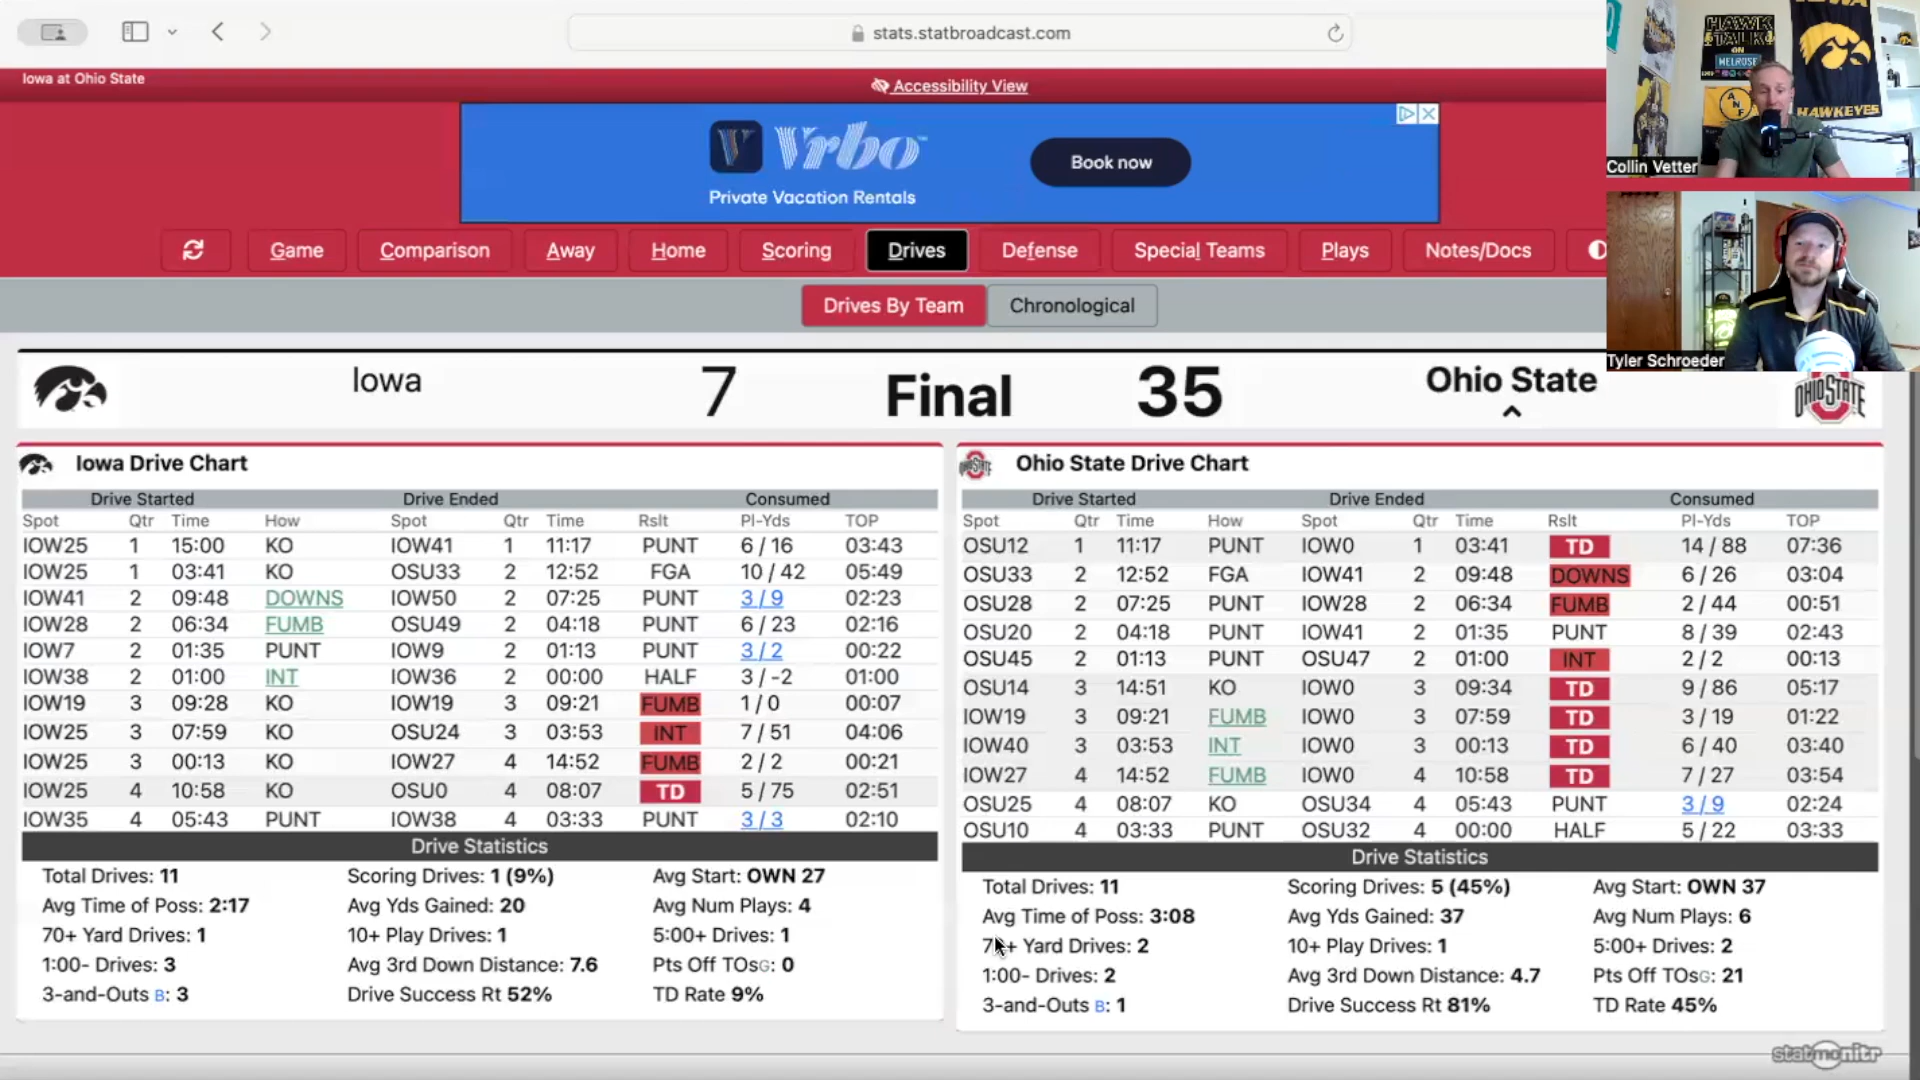 stats.statbroadcast.com
Iowa at Ohio State
Accessibility View
Vrbo
Private Vacation Rentals
Book now
HAWK
TALK
ON
MELROSE
ANF
HAWKEYES
Collin Vetter
Tyler Schroeder
Game Comparison Away Home Scoring Drives Defense Special Teams Plays Notes/Docs
Drives By Team Chronological
Iowa 7 Final 35 Ohio State
OHIO STATE
Iowa Drive Chart
Drive Started Drive Ended Consumed
Spot Qtr Time How Spot Qtr Time Rslt Pl-Yds TOP
IOW25 1 15:00 KO IOW41 1 11:17 PUNT 6 / 16 03:43
IOW25 1 03:41 KO OSU33 2 12:52 FGA 10 / 42 05:49
IOW41 2 09:48 DOWNS IOW50 2 07:25 PUNT 3 / 9 02:23
IOW28 2 06:34 FUMB OSU49 2 04:18 PUNT 6 / 23 02:16
IOW7 2 01:35 PUNT IOW9 2 01:13 PUNT 3 / 2 00:22
IOW38 2 01:00 INT IOW36 2 00:00 HALF 3 / -2 01:00
IOW19 3 09:28 KO IOW19 3 09:21 FUMB 1 / 0 00:07
IOW25 3 07:59 KO OSU24 3 03:53 INT 7 / 51 04:06
IOW25 3 00:13 KO IOW27 4 14:52 FUMB 2 / 2 00:21
IOW25 4 10:58 KO OSU0 4 08:07 TD 5 / 75 02:51
IOW35 4 05:43 PUNT IOW38 4 03:33 PUNT 3 / 3 02:10
Drive Statistics
Total Drives: 11 Scoring Drives: 1 (9%) Avg Start: OWN 27
Avg Time of Poss: 2:17 Avg Yds Gained: 20 Avg Num Plays: 4
70+ Yard Drives: 1 10+ Play Drives: 1 5:00+ Drives: 1
1:00- Drives: 3 Avg 3rd Down Distance: 7.6 Pts Off TOsG: 0
3-and-Outs B: 3 Drive Success Rt 52% TD Rate 9%
Ohio State Drive Chart
Drive Started Drive Ended Consumed
Spot Qtr Time How Spot Qtr Time Rslt Pl-Yds TOP
OSU12 1 11:17 PUNT IOW0 1 03:41 TD 14 / 88 07:36
OSU33 2 12:52 FGA IOW41 2 09:48 DOWNS 6 / 26 03:04
OSU28 2 07:25 PUNT IOW28 2 06:34 FUMB 2 / 44 00:51
OSU20 2 04:18 PUNT IOW41 2 01:35 PUNT 8 / 39 02:43
OSU45 2 01:13 PUNT OSU47 2 01:00 INT 2 / 2 00:13
OSU14 3 14:51 KO IOW0 3 09:34 TD 9 / 86 05:17
IOW19 3 09:21 FUMB IOW0 3 07:59 TD 3 / 19 01:22
IOW40 3 03:53 INT IOW0 3 00:13 TD 6 / 40 03:40
IOW27 4 14:52 FUMB IOW0 4 10:58 TD 7 / 27 03:54
OSU25 4 08:07 KO OSU34 4 05:43 PUNT 3 / 9 02:24
OSU10 4 03:33 PUNT OSU32 4 00:00 HALF 5 / 22 03:33
Drive Statistics
Total Drives: 11 Scoring Drives: 5 (45%) Avg Start: OWN 37
Avg Time of Poss: 3:08 Avg Yds Gained: 37 Avg Num Plays: 6
70+ Yard Drives: 2 10+ Play Drives: 1 5:00+ Drives: 2
1:00- Drives: 2 Avg 3rd Down Distance: 4.7 Pts Off TOsG: 21
3-and-Outs B: 1 Drive Success Rt 81% TD Rate 45%
statmonitr